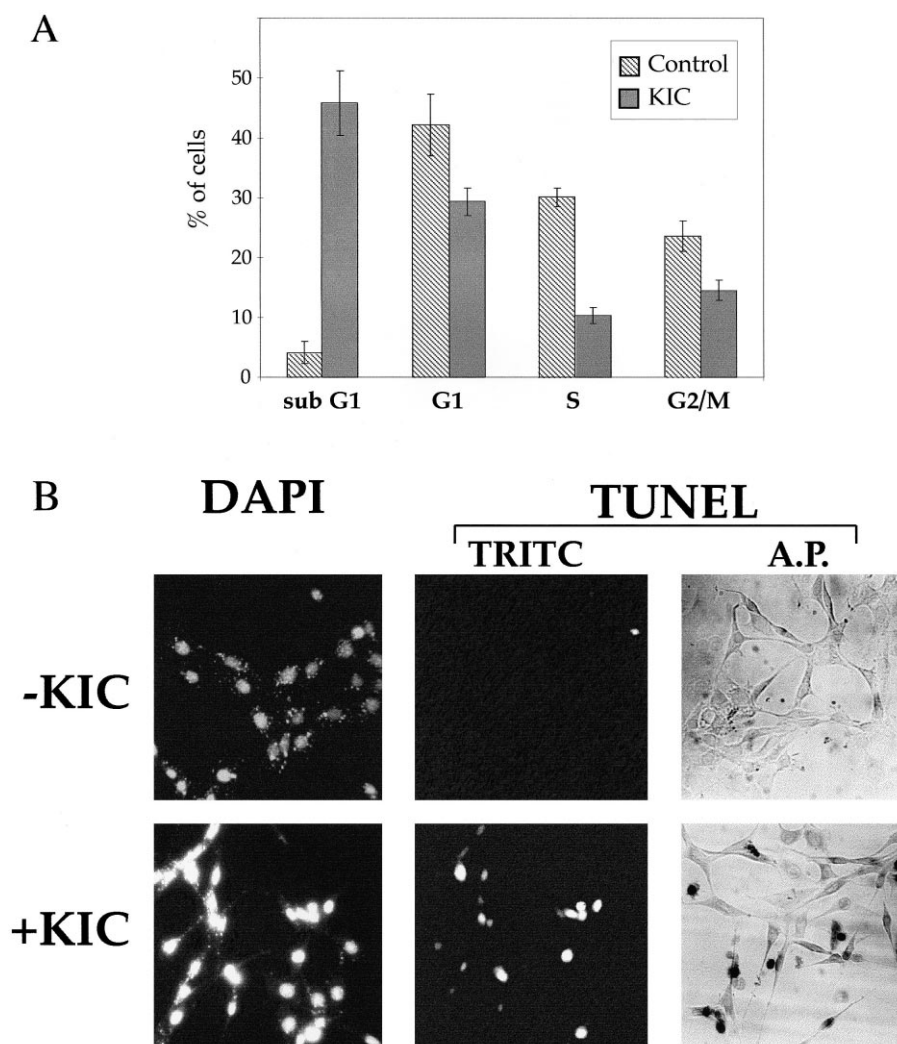 A
Control
KIC
% of cells
50
40
30
20
10
0
sub G1 G1 S G2/M
B
DAPI TUNEL
TRITC A.P.
-KIC
+KIC